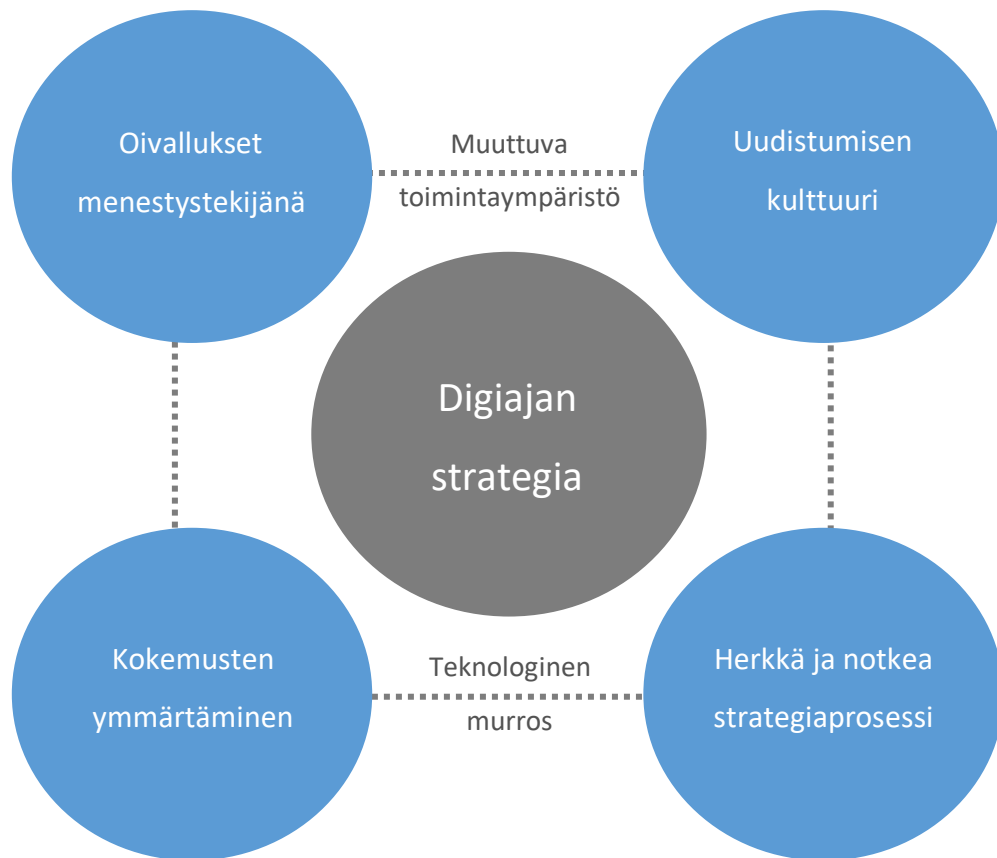 Oivallukset
menestystekijänä
Muuttuva
toimintaympäristö
Uudistumisen
kulttuuri
Digiajan
strategia
Kokemusten
ymmärtäminen
Teknologinen
murros
Herkkä ja notkea
strategiaprosessi